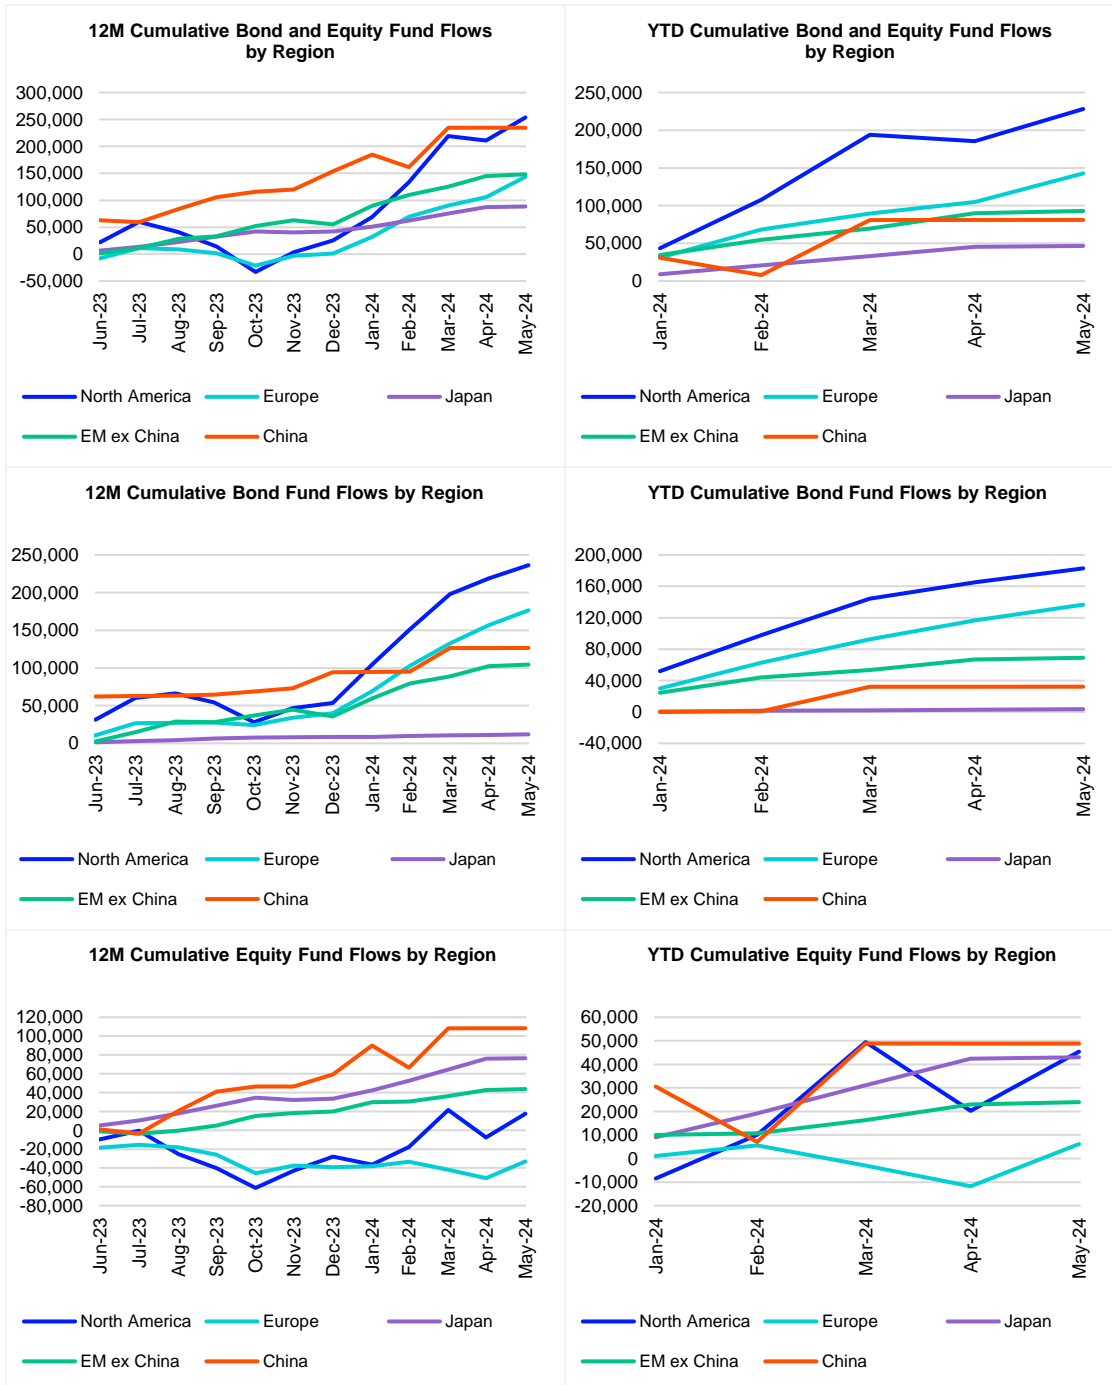 12M Cumulative Bond and Equity Fund Flows
by Region
300,000
250,000
200,000
150,000
100,000
50,000
0
-50,000
Jun-23
Jul-23
Aug-23
Sep-23
Oct-23
Nov-23
Dec-23
Jan-24
Feb-24
Mar-24
Apr-24
May-24
North America
Europe
Japan
EM ex China
China
YTD Cumulative Bond and Equity Fund Flows
by Region
250,000
200,000
150,000
100,000
50,000
0
Jan-24
Feb-24
Mar-24
Apr-24
May-24
North America
Europe
Japan
EM ex China
China
12M Cumulative Bond Fund Flows by Region
250,000
200,000
150,000
100,000
50,000
0
Jun-23
Jul-23
Aug-23
Sep-23
Oct-23
Nov-23
Dec-23
Jan-24
Feb-24
Mar-24
Apr-24
May-24
North America
Europe
Japan
EM ex China
China
YTD Cumulative Bond Fund Flows by Region
200,000
160,000
120,000
80,000
40,000
0
-40,000
Jan-24
Feb-24
Mar-24
Apr-24
May-24
North America
Europe
Japan
EM ex China
China
12M Cumulative Equity Fund Flows by Region
120,000
100,000
80,000
60,000
40,000
20,000
0
-20,000
-40,000
-60,000
-80,000
Jun-23
Jul-23
Aug-23
Sep-23
Oct-23
Nov-23
Dec-23
Jan-24
Feb-24
Mar-24
Apr-24
May-24
North America
Europe
Japan
EM ex China
China
YTD Cumulative Equity Fund Flows by Region
60,000
50,000
40,000
30,000
20,000
10,000
0
-10,000
-20,000
Jan-24
Feb-24
Mar-24
Apr-24
May-24
North America
Europe
Japan
EM ex China
China